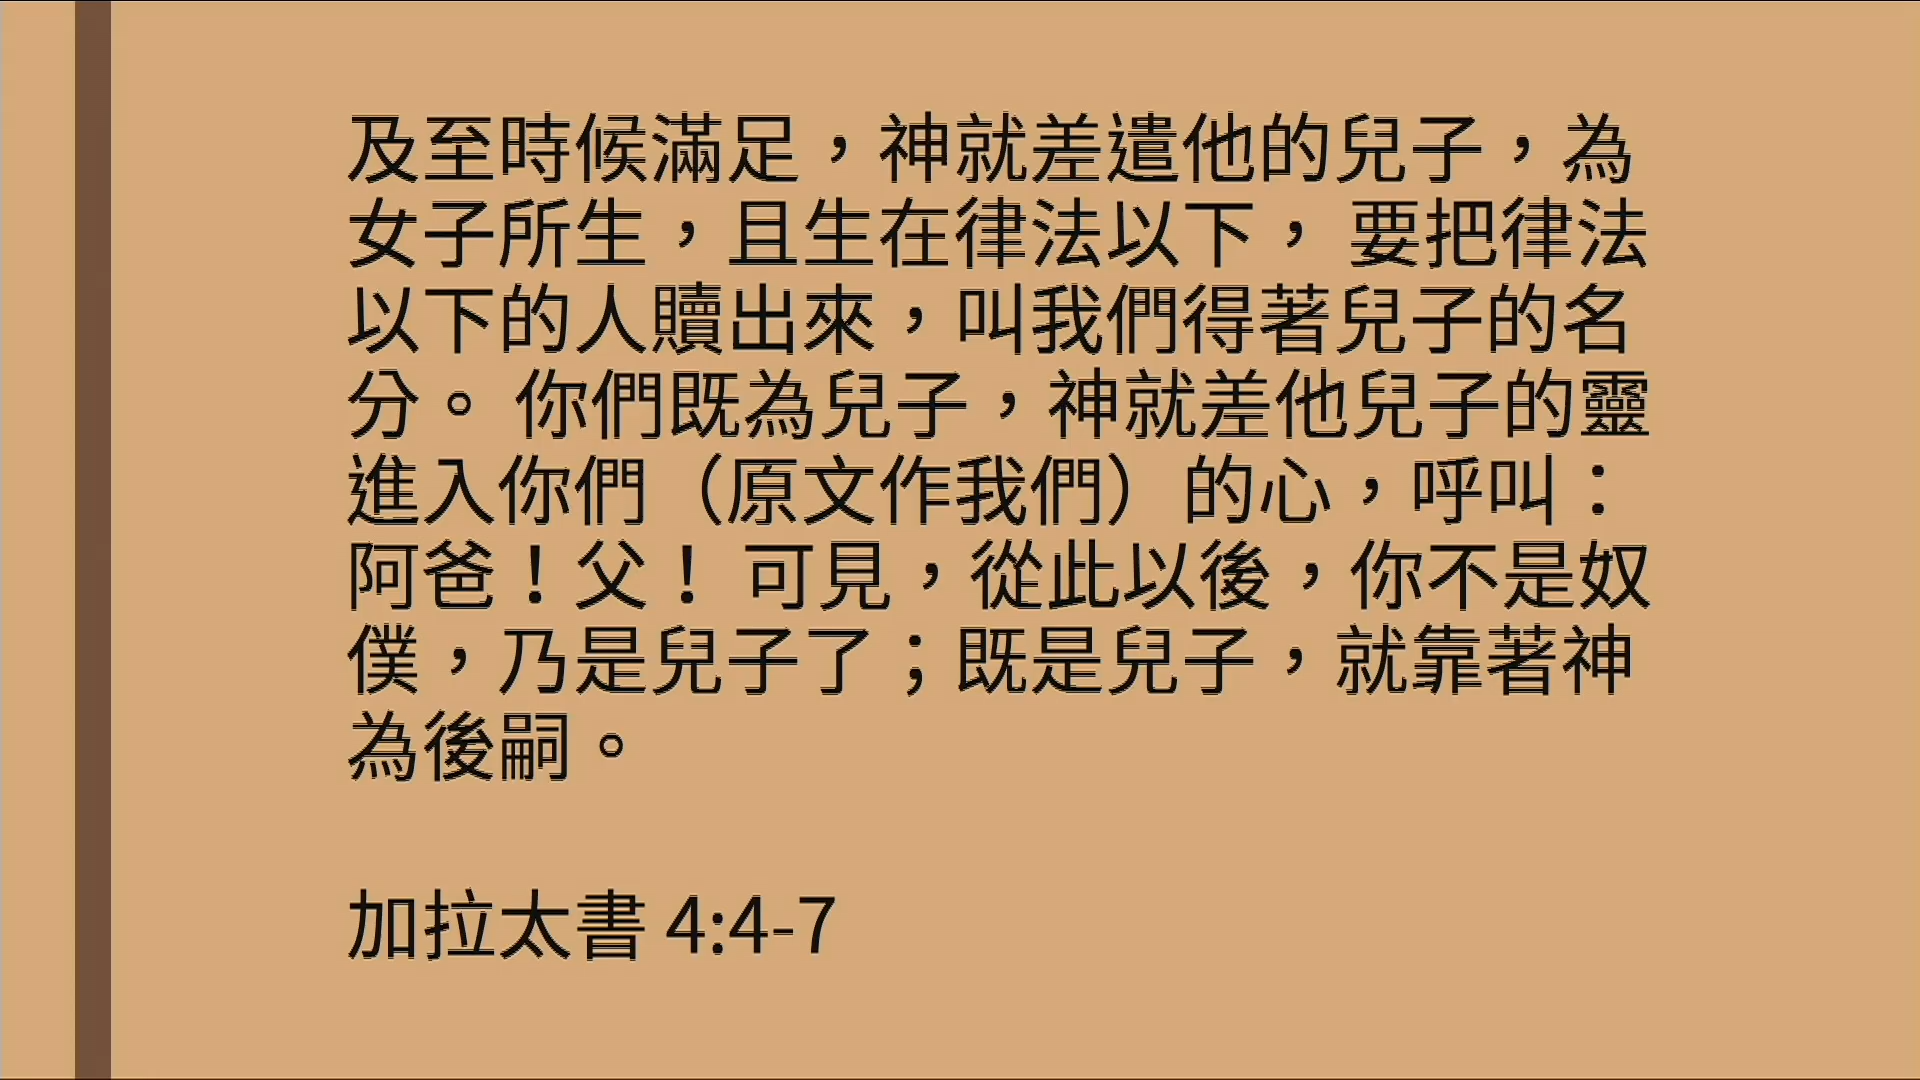 及至時候滿足，神就差遣他的兒子，為
女子所生，且生在律法以下， 要把律法
以下的人贖出來，叫我們得著兒子的名
分。 你們既為兒子，神就差他兒子的靈
進入你們（原文作我們）的心，呼叫：
阿爸！父！ 可見，從此以後，你不是奴
僕，乃是兒子了；既是兒子，就靠著神
為後嗣。
加拉太書 4:4-7